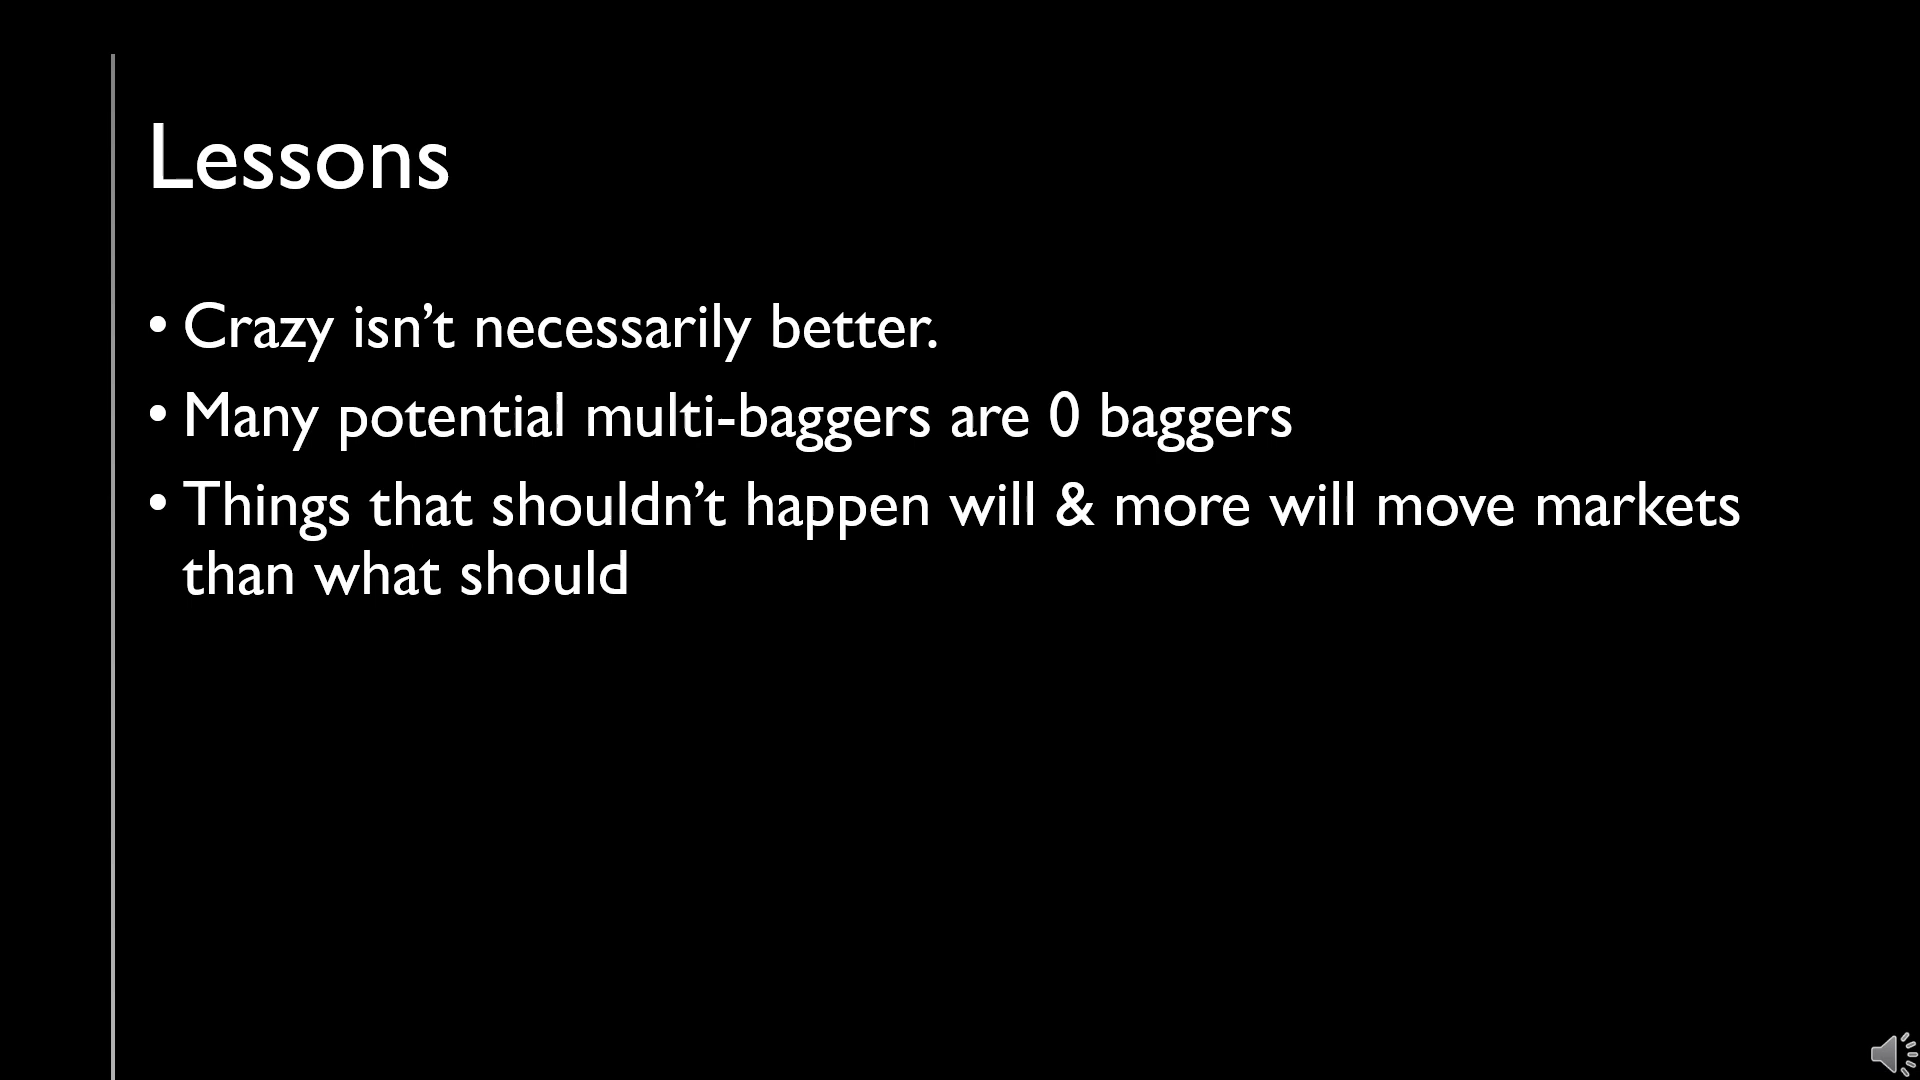 Lessons
• Crazy isn’t necessarily better.
• Many potential multi-baggers are 0 baggers
• Things that shouldn’t happen will & more will move markets
than what should